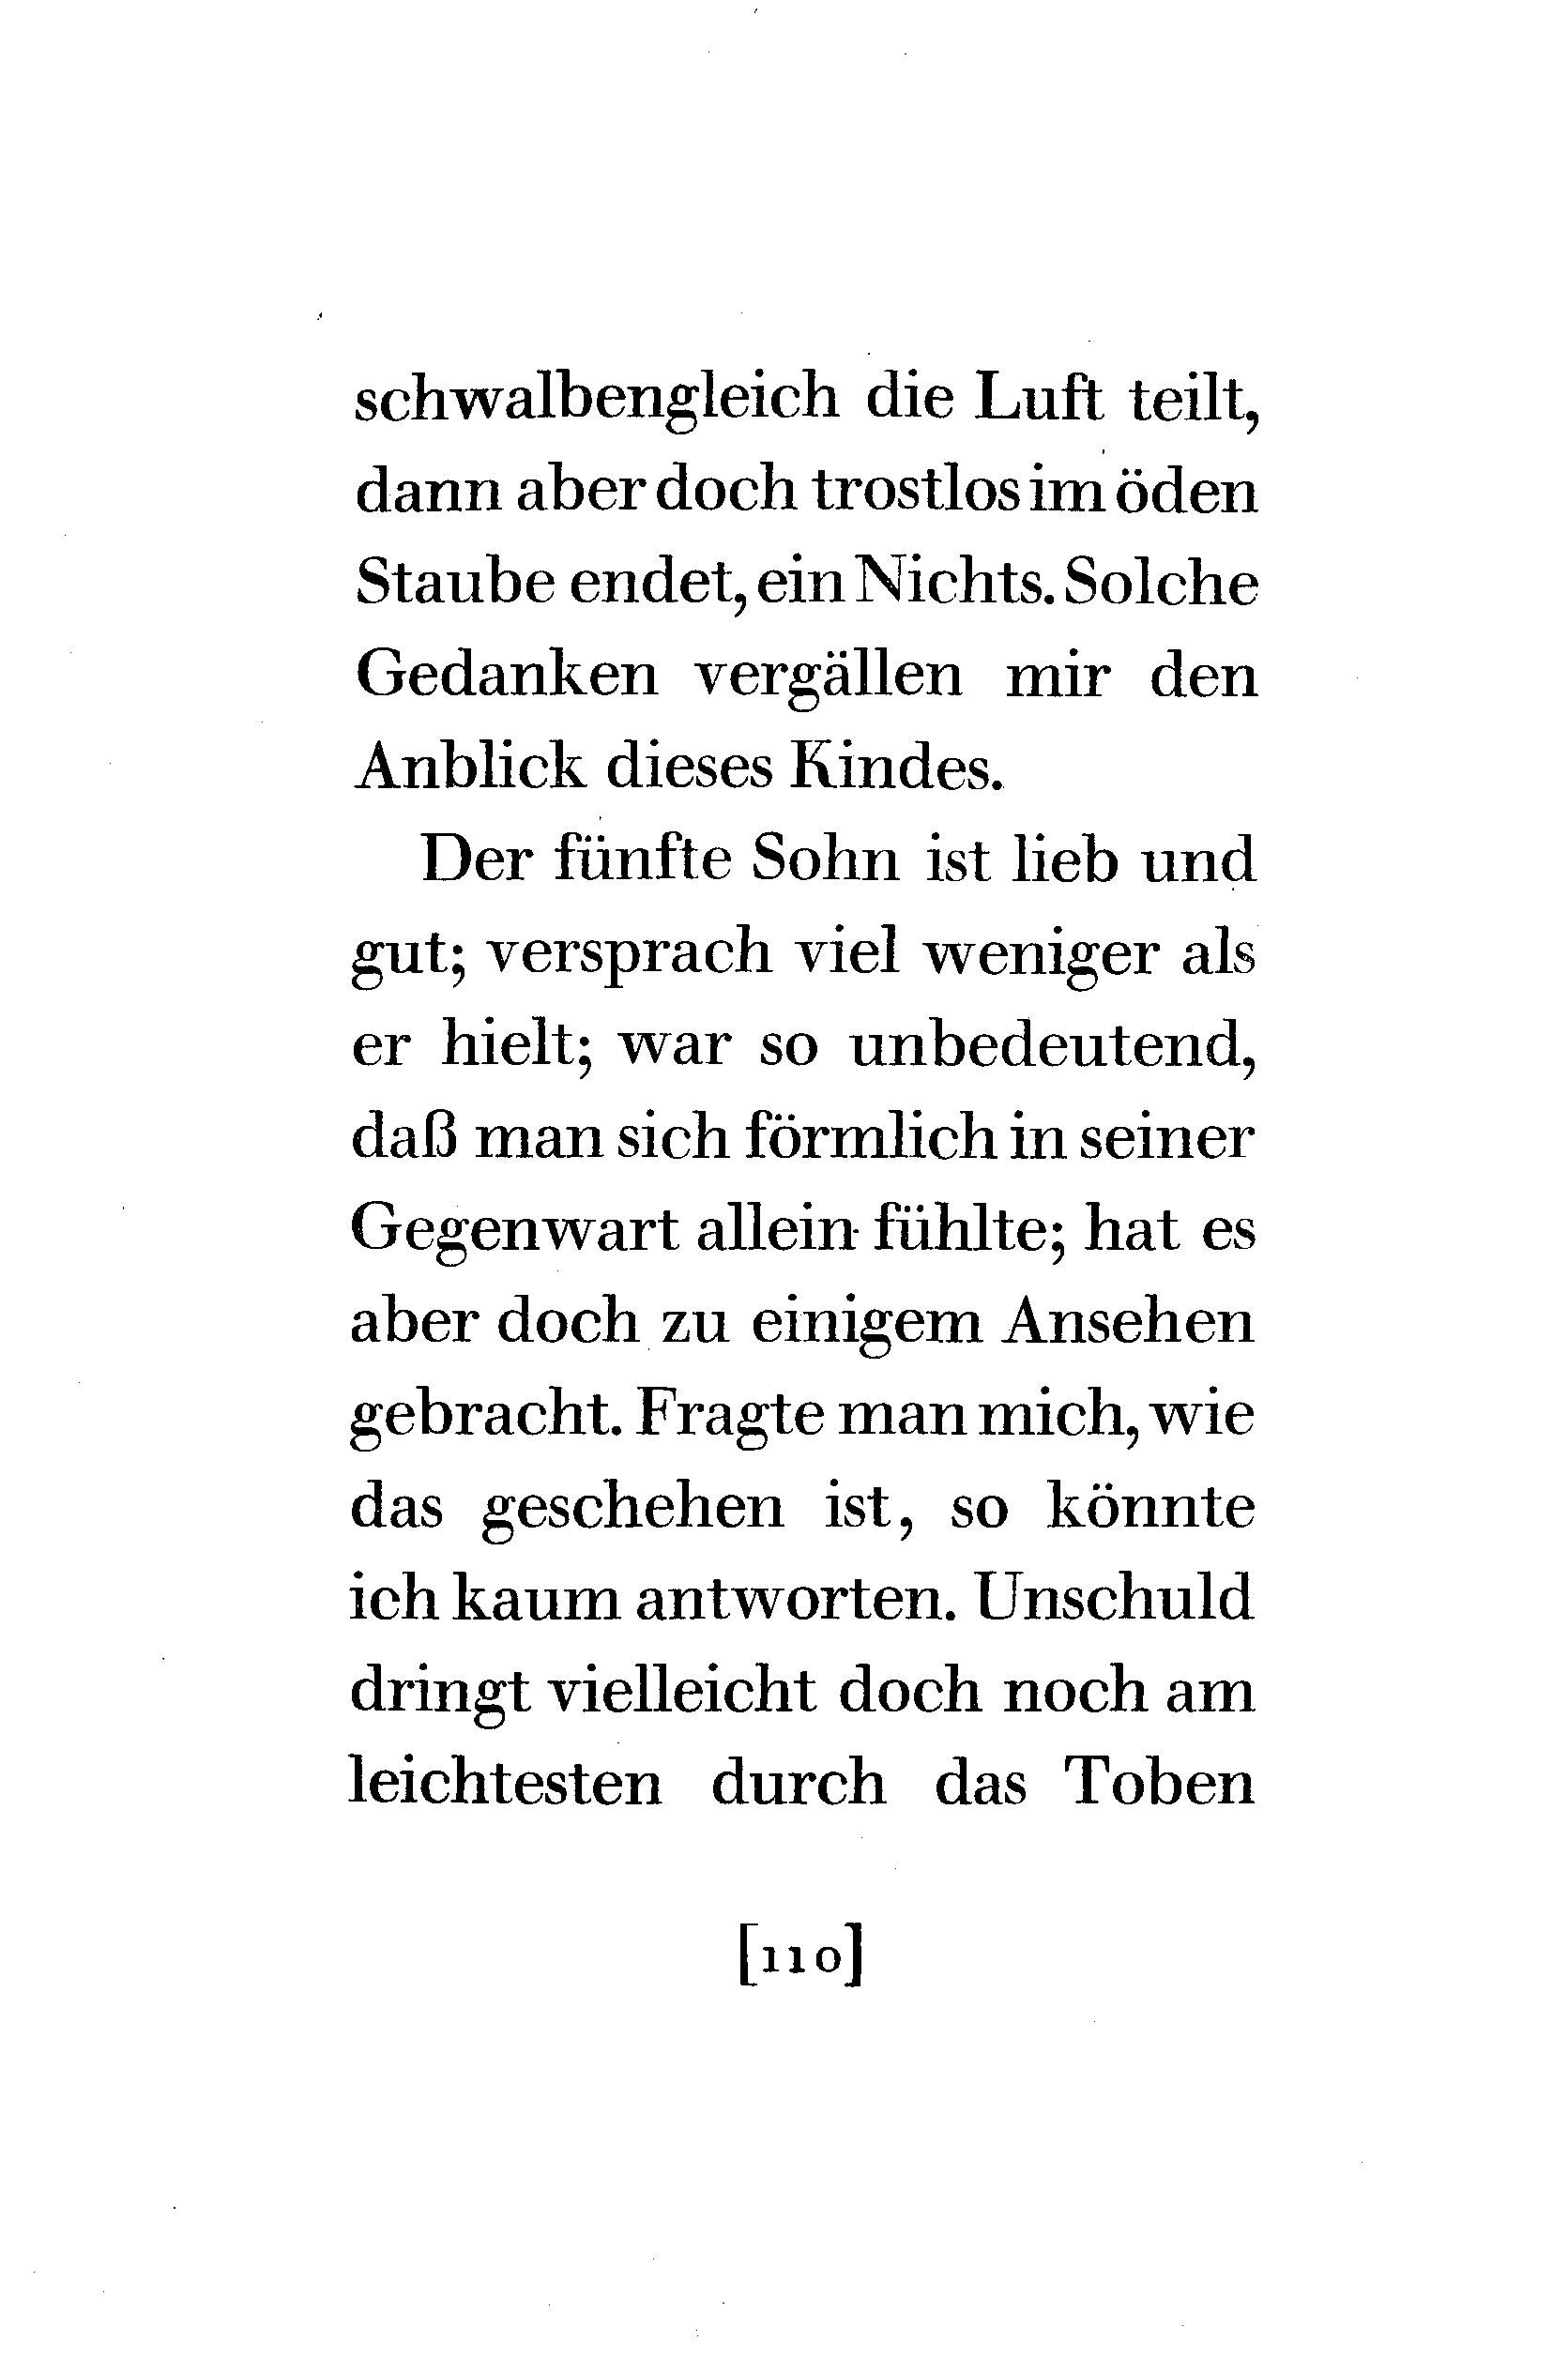 schwalbengleich die Luft teilt,
dann aber doch trostlos im öden
Staube endet, ein Nichts. Solche
Gedanken vergällen mir den
Anblick dieses Kindes.
Der fünfte Sohn ist lieb und
gut; versprach viel weniger als
er hielt; war so unbedeutend,
daß man sich förmlich in seiner
Gegenwart allein fühlte; hat es
aber doch zu einigem Ansehen
gebracht. Fragte man mich, wie
das geschehen ist, so könnte
ich kaum antworten. Unschuld
dringt vielleicht doch noch am
leichtesten durch das Toben
[110]